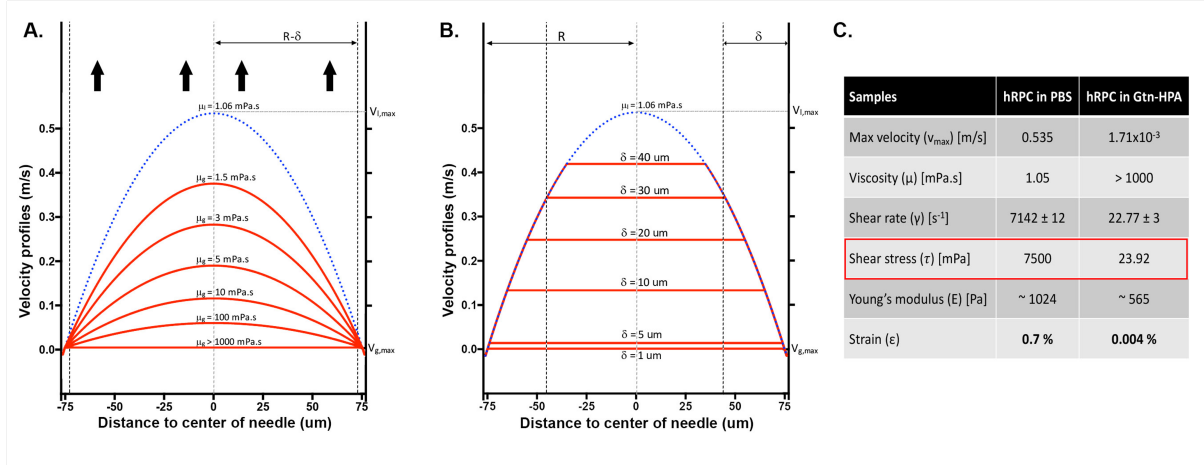 A.
R-δ
μl = 1.06 mPa.s
Vl,max
μg = 1.5 mPa.s
μg = 3 mPa.s
μg = 5 mPa.s
μg = 10 mPa.s
μg = 100 mPa.s
μg > 1000 mPa.s
Vg,max
Velocity profiles (m/s)
0.5
0.4
0.3
0.2
0.1
0.0
-75 -50 -25 0 25 50 75
Distance to center of needle (um)
B.
R
δ
μl = 1.06 mPa.s
Vl,max
δ = 40 um
δ = 30 um
δ = 20 um
δ = 10 um
δ = 5 um
δ = 1 um
Vg,max
Velocity profiles (m/s)
0.5
0.4
0.3
0.2
0.1
0.0
-75 -50 -25 0 25 50 75
Distance to center of needle (um)
C.
Samples hRPC in PBS hRPC in Gtn-HPA
Max velocity (vmax) [m/s] 0.535 1.71x10⁻³
Viscosity (μ) [mPa.s] 1.05 > 1000
Shear rate (γ) [s⁻¹] 7142 ± 12 22.77 ± 3
Shear stress (τ) [mPa] 7500 23.92
Young's modulus (E) [Pa] ~ 1024 ~ 565
Strain (ε) 0.7 % 0.004 %